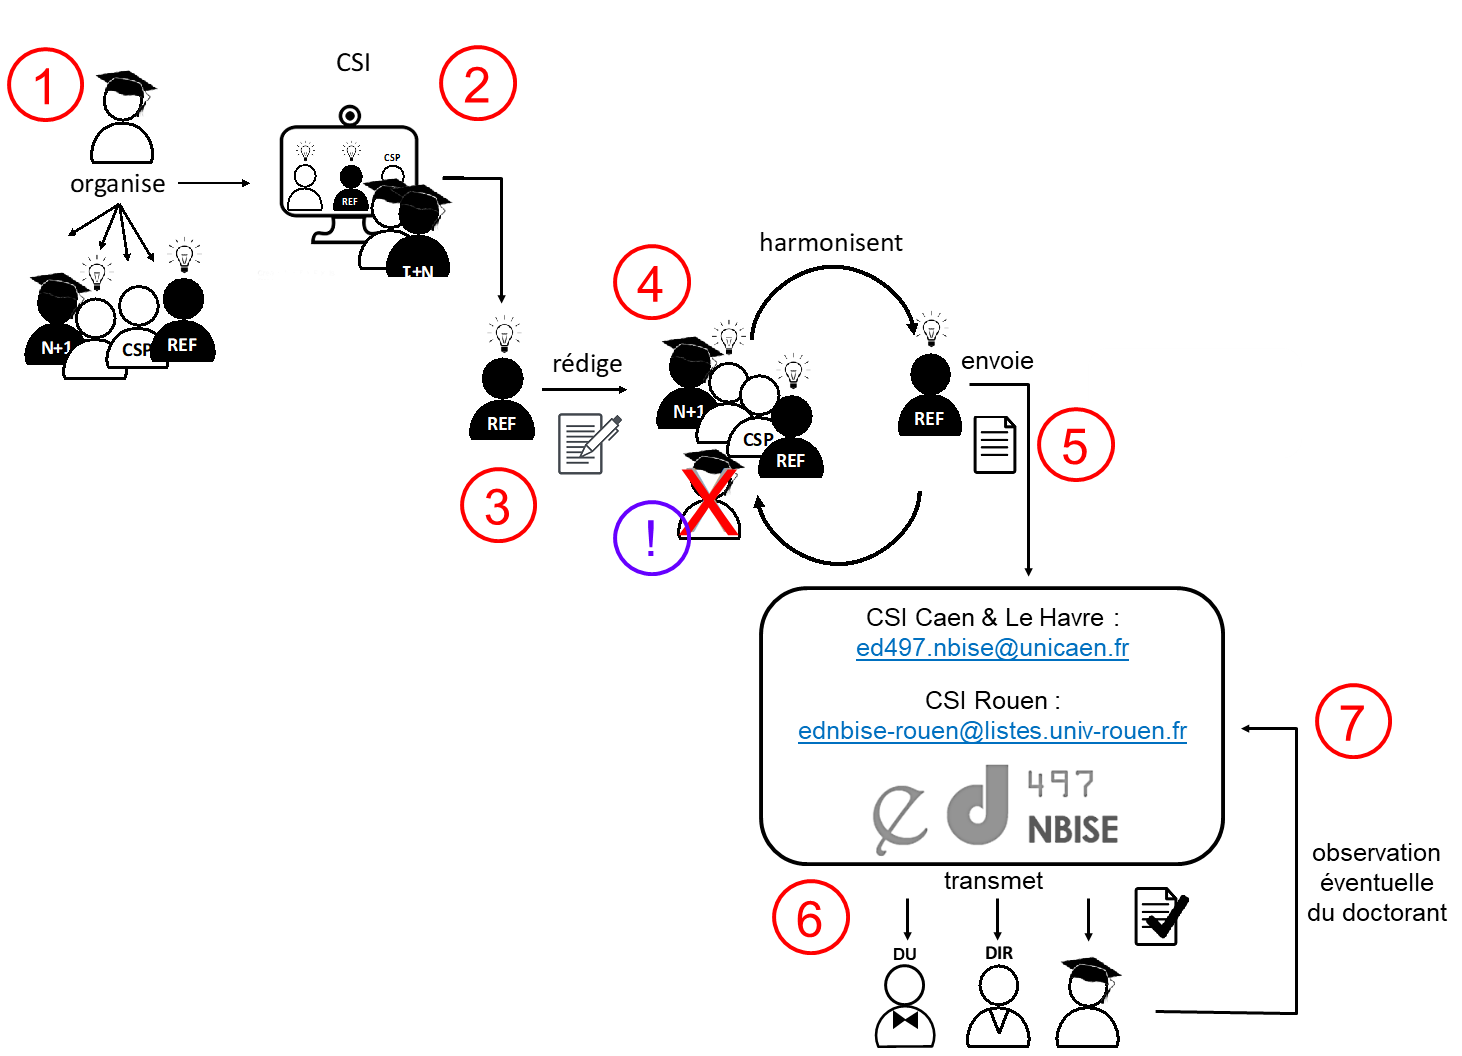 1
CSI
2
organise
CSP
REF
N+1
N+1
CSP
REF
harmonisent
4
REF
rédige
3
N+1
CSP
REF
!
REF
envoie
5
CSI Caen & Le Havre :
ed497.nbise@unicaen.fr
CSI Rouen :
ednbise-rouen@listes.univ-rouen.fr
ed 497
NBISE
7
transmet
6
DU
DIR
observation
éventuelle
du doctorant